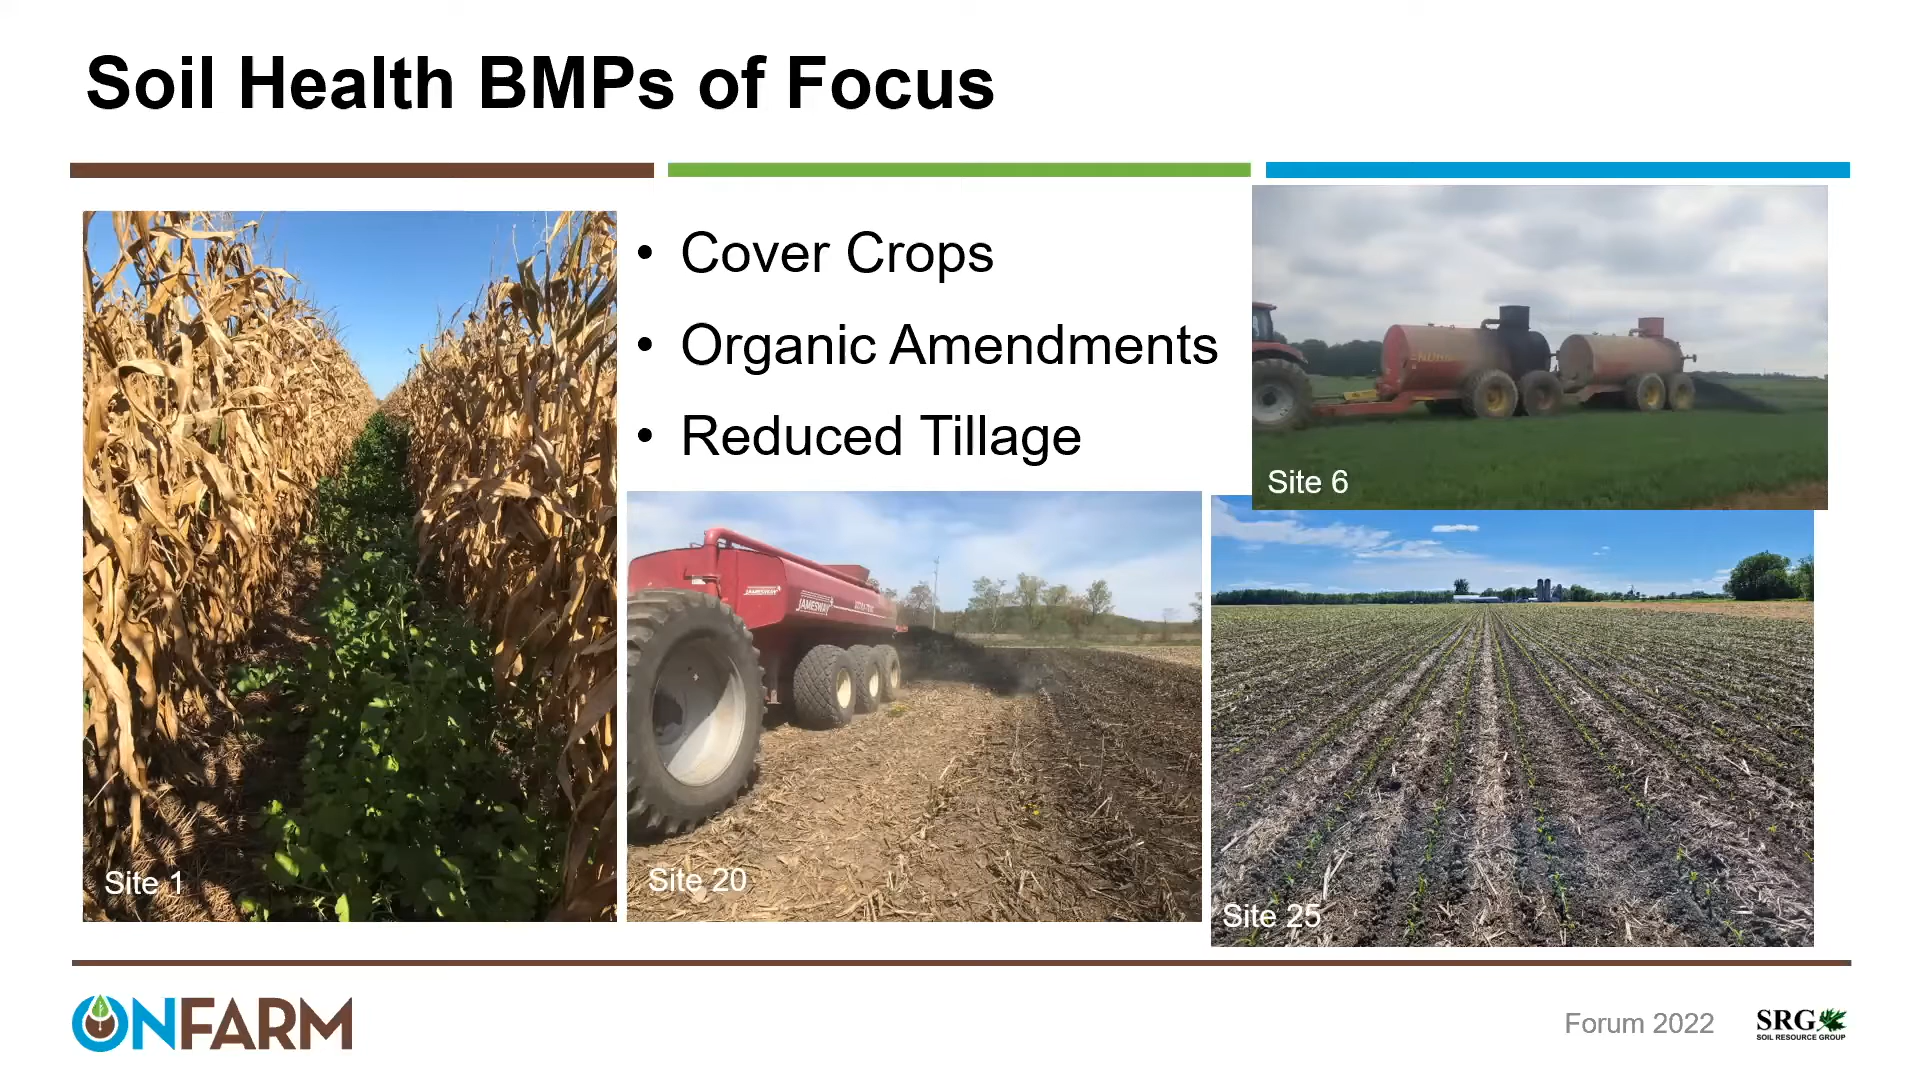 Soil Health BMPs of Focus
• Cover Crops
• Organic Amendments
• Reduced Tillage
Site 1
JAMESWAY
Site 20
Site 6
Site 25
ONFARM
Forum 2022
SRG
SOIL RESOURCE GROUP